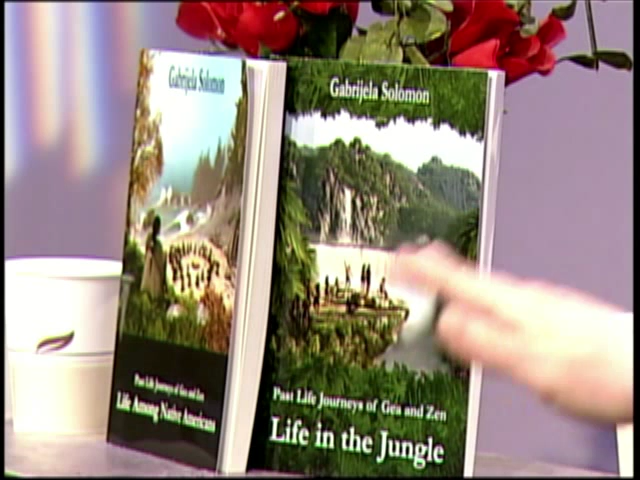 Gabrijela Solomon
Past Life Journeys of Gea and Zen
Life Among Native Americans
Gabrijela Solomon
Past Life Journeys of Gea and Zen
Life in the Jungle